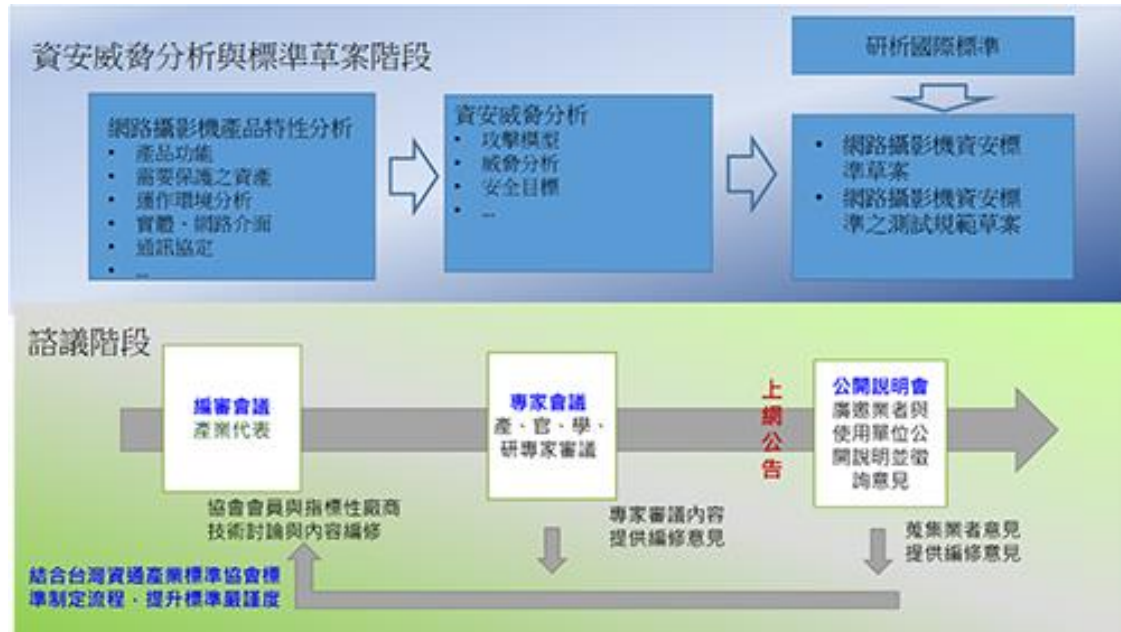 資安威脅分析與標準草案階段
研析國際標準
網路攝影機產品特性分析
• 產品功能
• 需要保護之資產
• 運作環境分析
• 實體、網路介面
• 通訊協定
• ...
資安威脅分析
• 攻擊模型
• 威脅分析
• 安全目標
• ...
• 網路攝影機資安標
準草案
• 網路攝影機資安標
準之測試規範草案
諮議階段
編審會議
產業代表
專家會議
產、官、學、
研專家審議
上網公告
公開說明會
廣邀業者與
使用單位公
開說明並徵
詢意見
協會會員與指標性廠商
技術討論與內容編修
專家審議內容
提供編修意見
蒐集業者意見
提供編修意見
結合台灣資通產業標準協會標
準制定流程，提升標準嚴謹度